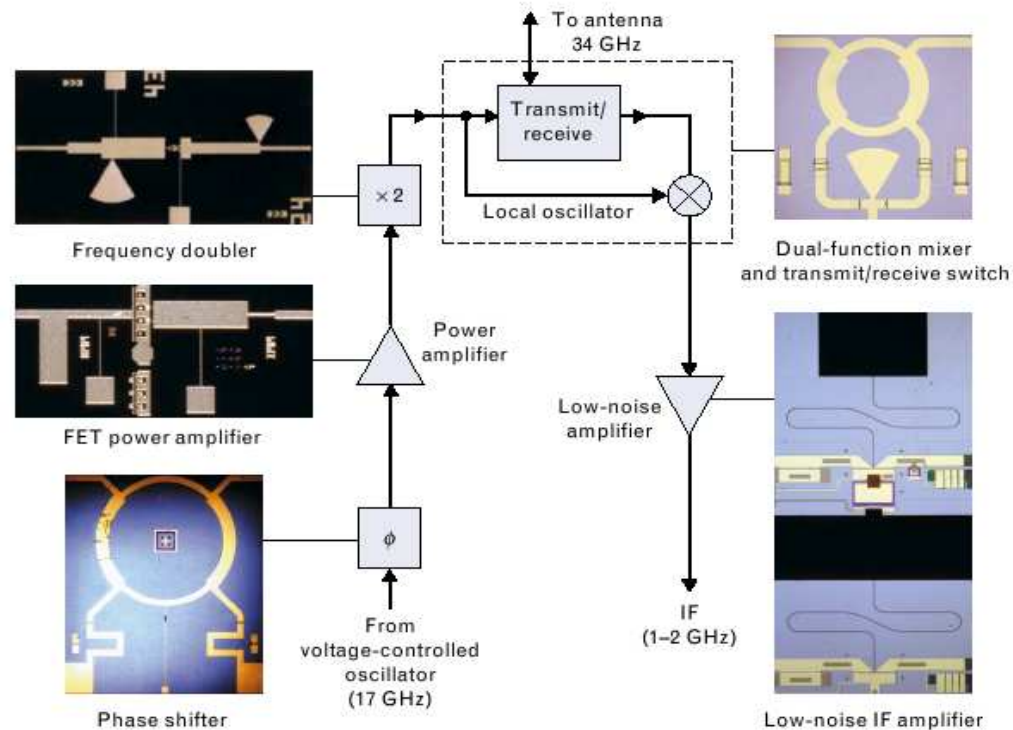 To antenna
34 GHz
Transmit/
receive
× 2
Local oscillator
Frequency doubler
Dual-function mixer
and transmit/receive switch
Power
amplifier
Low-noise
amplifier
FET power amplifier
ϕ
From
voltage-controlled
oscillator
(17 GHz)
IF
(1–2 GHz)
Phase shifter
Low-noise IF amplifier